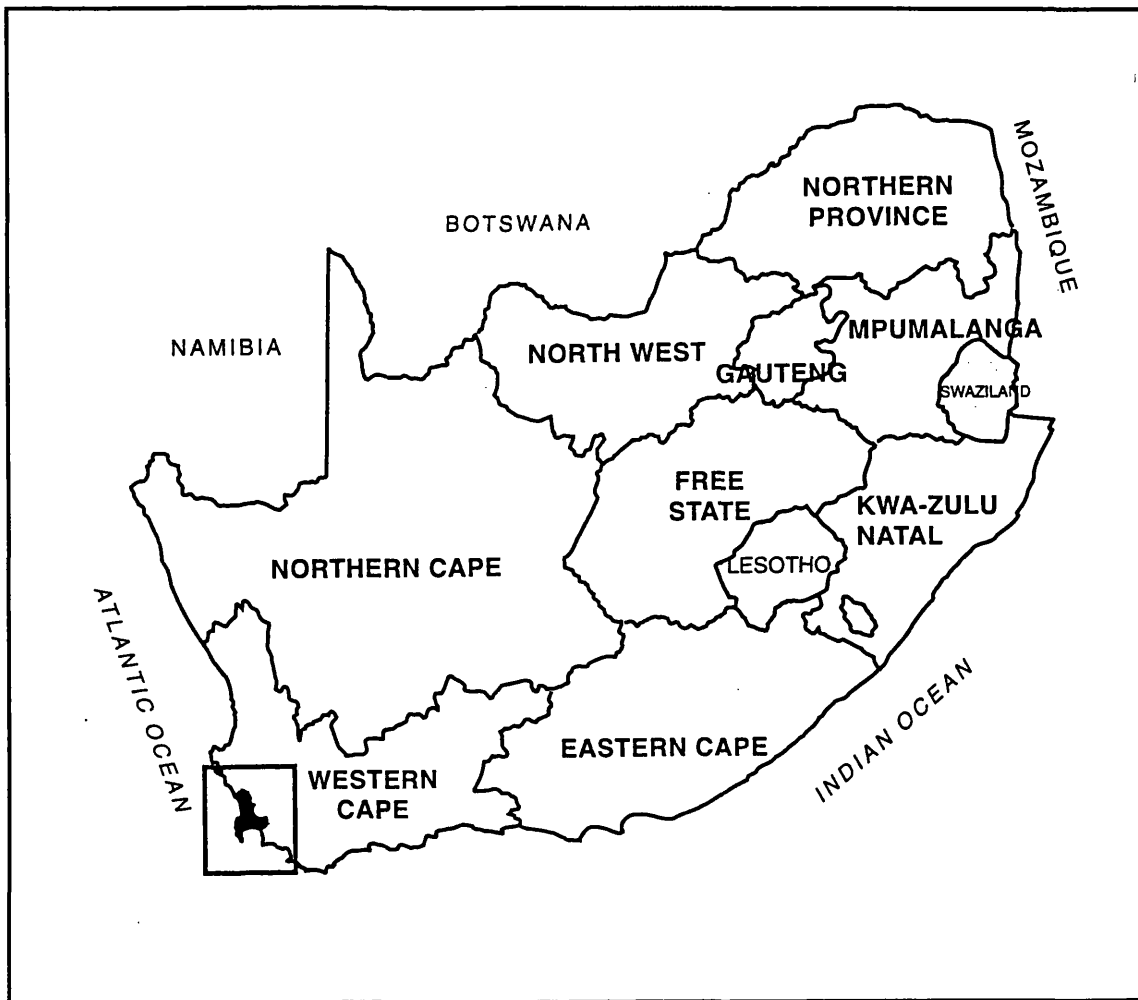 NORTHERN
PROVINCE
MOZAMBIQUE
BOTSWANA
NAMIBIA
NORTH WEST
MPUMALANGA
GAUTENG
SWAZILAND
FREE
STATE
KWA-ZULU
NATAL
NORTHERN CAPE
LESOTHO
ATLANTIC OCEAN
EASTERN CAPE
INDIAN OCEAN
WESTERN
CAPE